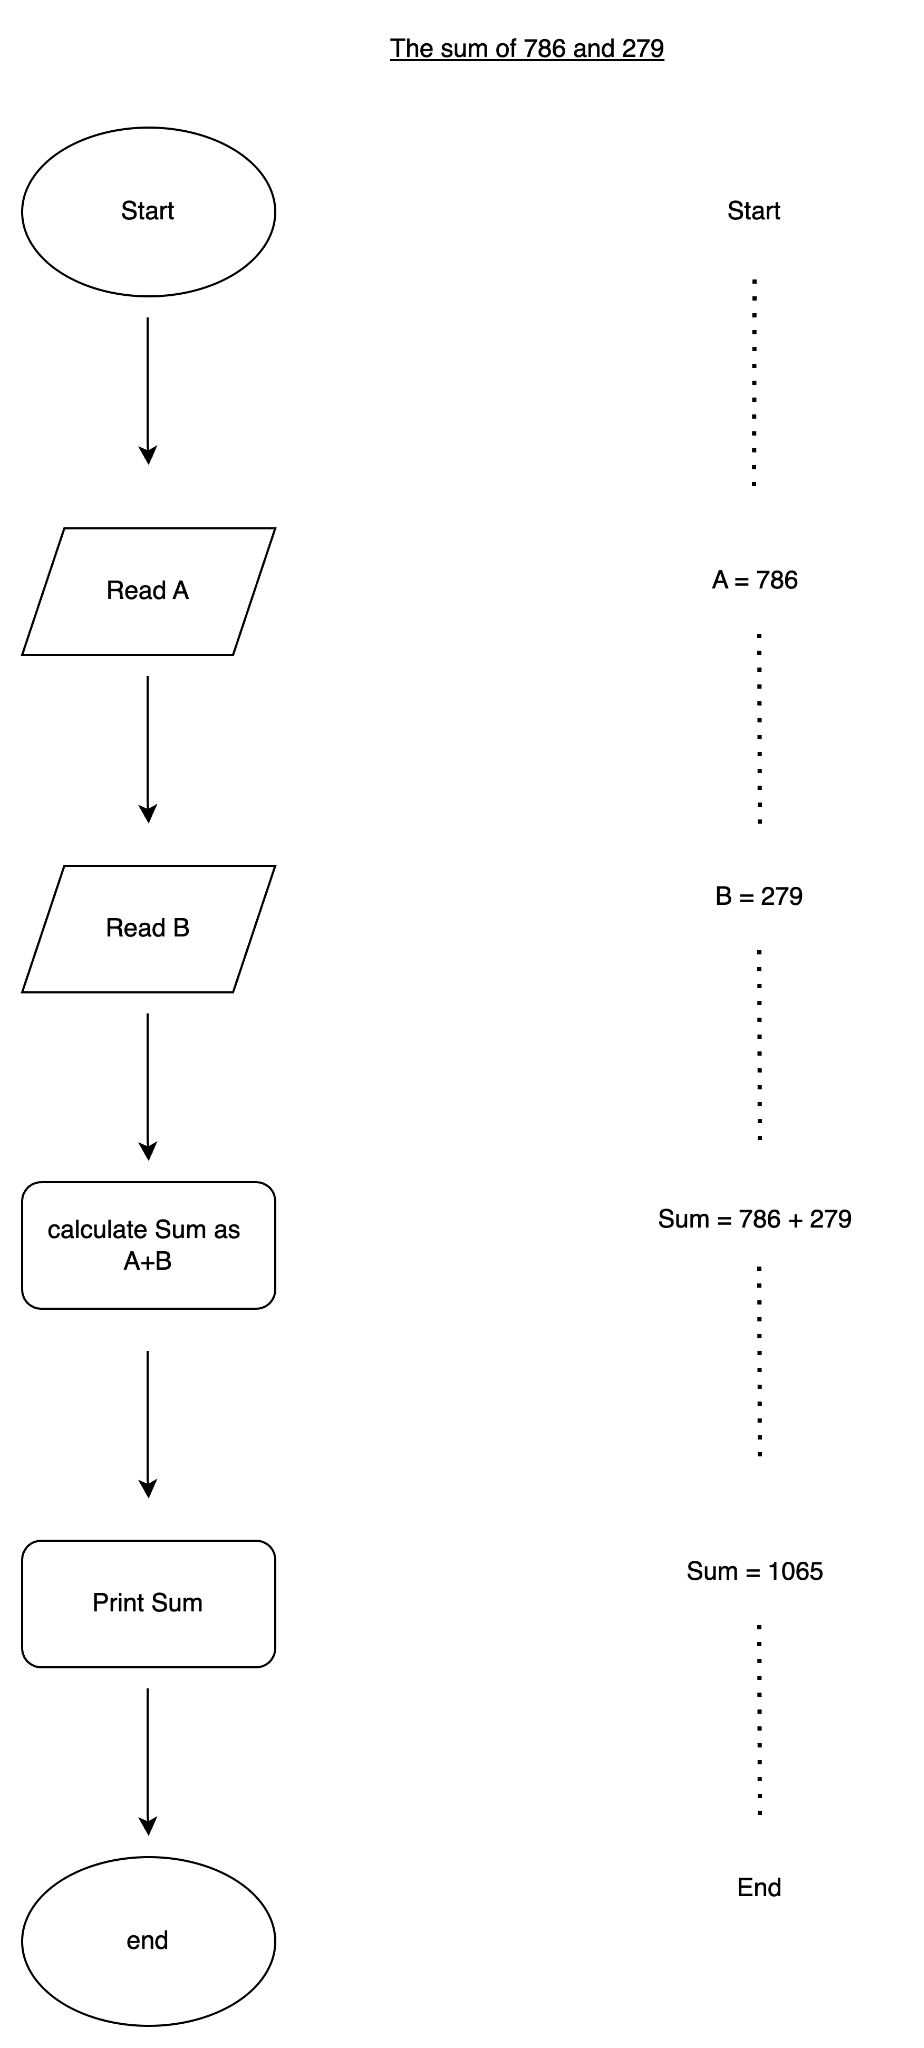 The sum of 786 and 279
Start
Start
Read A
A = 786
Read B
B = 279
calculate Sum as
A+B
Sum = 786 + 279
Print Sum
Sum = 1065
end
End